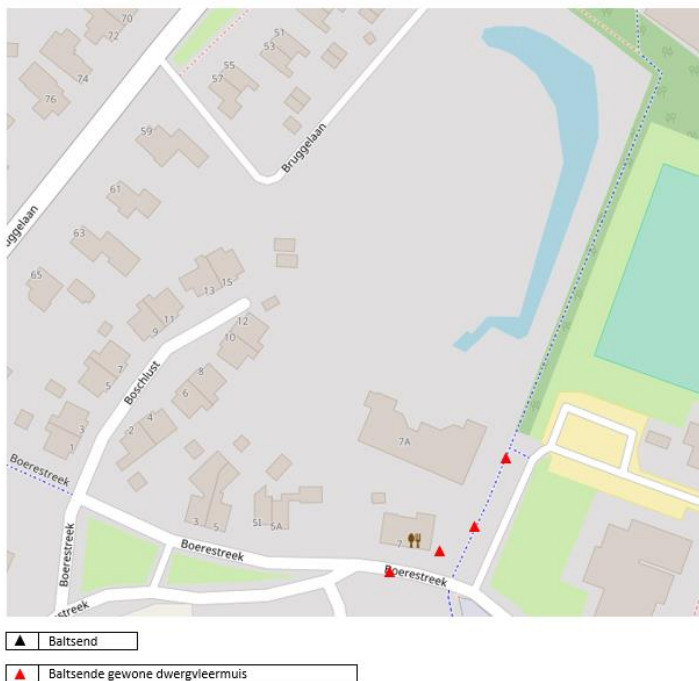 70
72
74
76
51
53
55
57
59
Bruggelaan
uggelaan
61
63
65
15
13
11
9
12
10
7
5
8
6
Boschlust
3
1
4
2
7A
Boerestreek
3
5
5I
5A
7
Boerestreek
Boerestreek
Boerestreek
estreek
Baltsend
Baltsende gewone dwergvleermuis